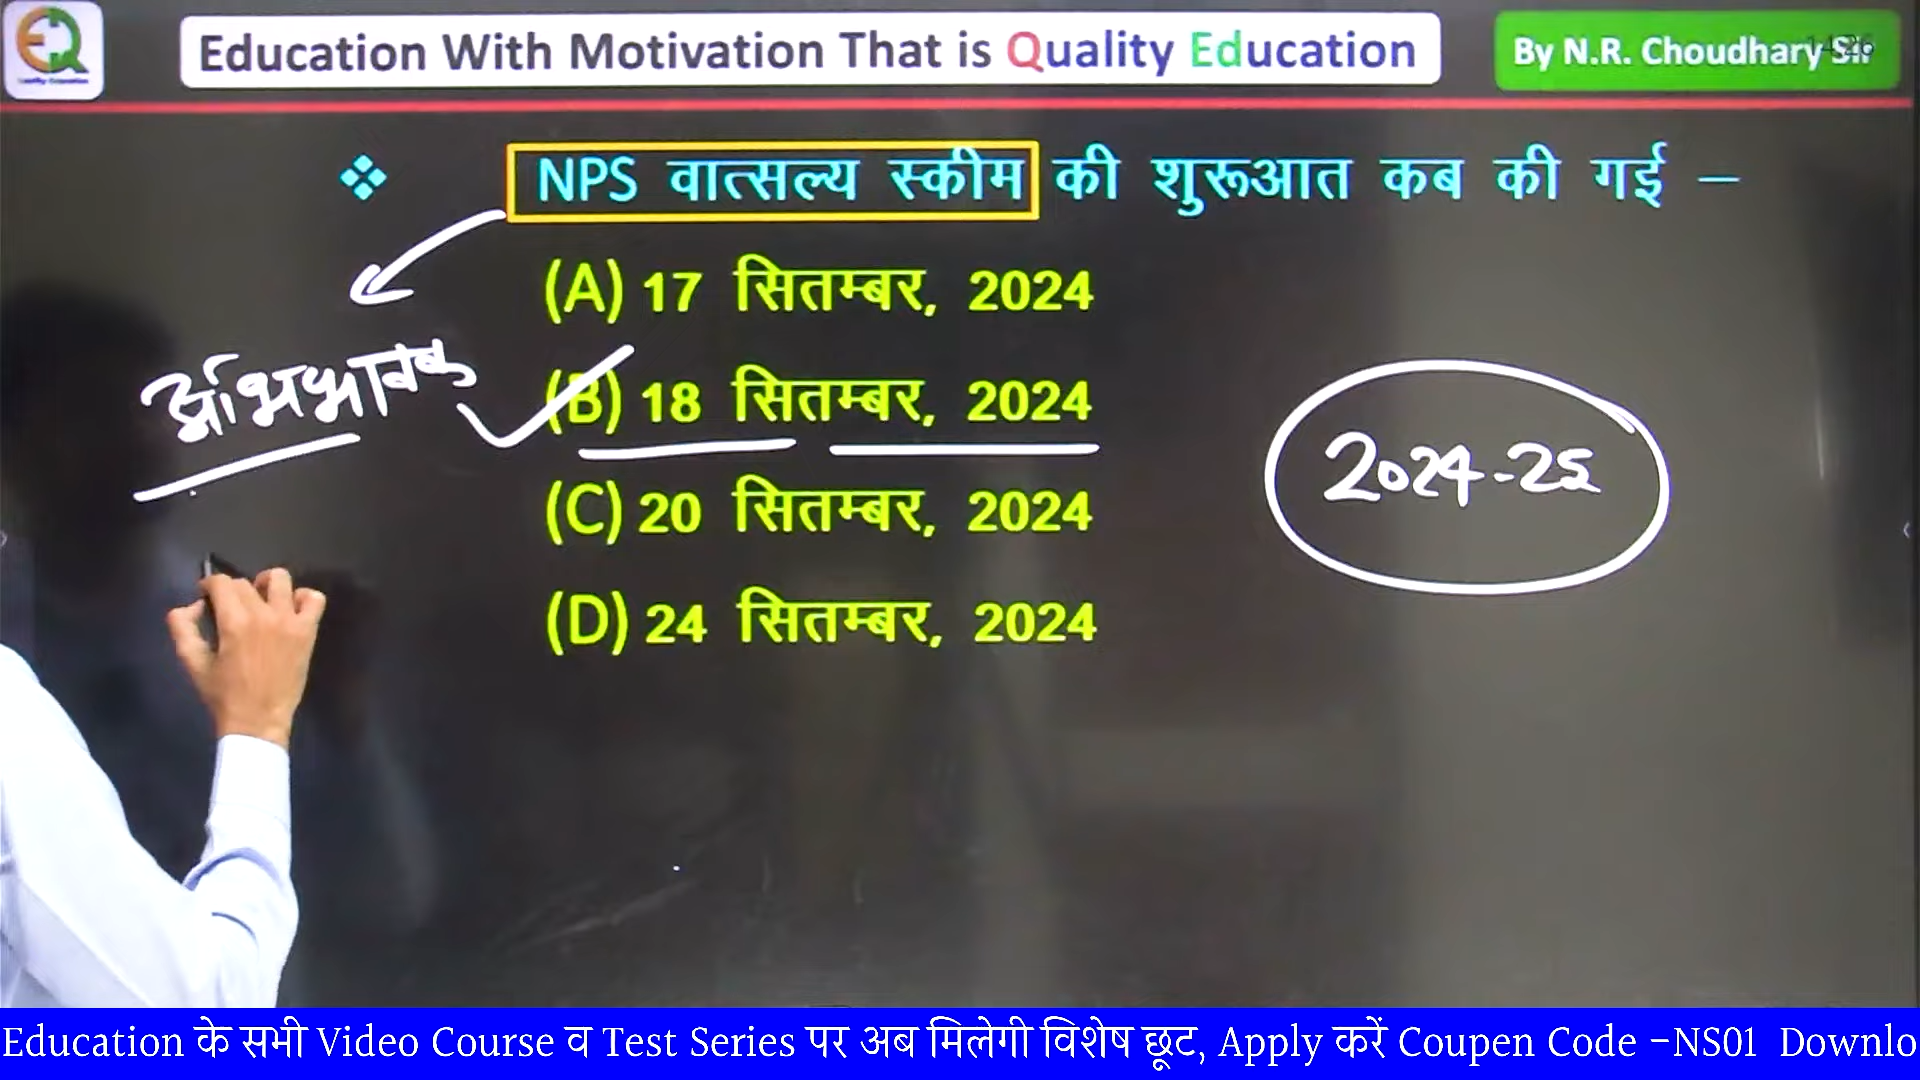 Education With Motivation That is Quality Education
By N.R. Choudhary Sir
❖ NPS वात्सल्य स्कीम की शुरूआत कब की गई –
(A) 17 सितम्बर, 2024
(B) 18 सितम्बर, 2024
(C) 20 सितम्बर, 2024
(D) 24 सितम्बर, 2024
अभिभावक
2024-25
Education के सभी Video Course व Test Series पर अब मिलेगी विशेष छूट, Apply करें Coupen Code -NS01 Downlo